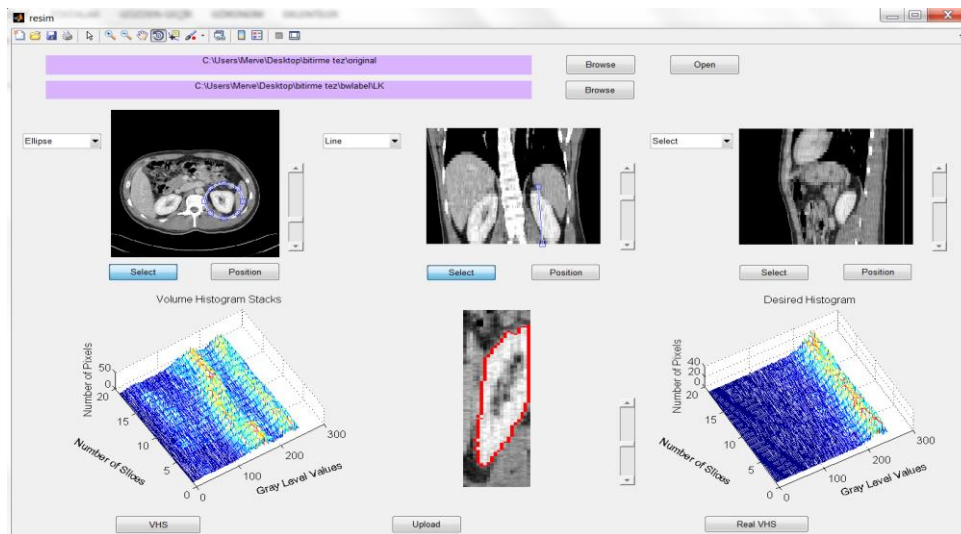 resim
C:\Users\Merve\Desktop\bitirme tez\original
Browse
Open
C:\Users\Merve\Desktop\bitirme tez\bwlabel\LK
Browse
Ellipse
Line
Select
Select
Position
Select
Position
Select
Position
Volume Histogram Stacks
Desired Histogram
Number of Pixels
50
0
20
15
10
5
0
Number of Slices
0
100
200
300
Gray Level Values
Number of Pixels
40
20
0
20
15
10
5
0
Number of Slices
0
100
200
300
Gray Level Values
VHS
Upload
Real VHS